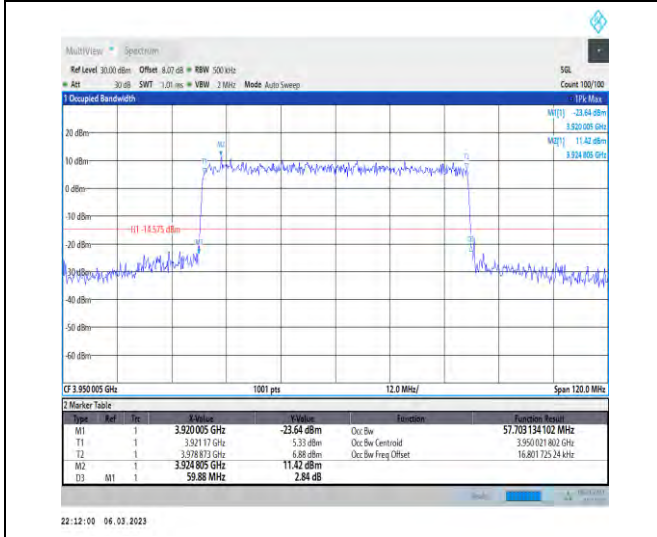 MultiView Spectrum
Ref Level 30.00 dBm Offset 8.07 dB RBW 500 kHz SGL
Att 30 dB SWT 1.01 ms VBW 2 MHz Mode Auto Sweep Count 100/100
1 Occupied Bandwidth 1Pk Max
M1[1] -23.64 dBm
3.920 005 GHz
M2[1] 11.42 dBm
3.924 805 GHz
20 dBm
M2
T1
10 dBm
0 dBm
-10 dBm
H1 -14.575 dBm
-20 dBm
M1
-30 dBm
-40 dBm
-50 dBm
-60 dBm
CF 3.950 005 GHz 1001 pts 12.0 MHz/ Span 120.0 MHz
2 Marker Table
Type Ref Trc X-Value Y-Value Function Function Result
M1 1 3.920 005 GHz -23.64 dBm Occ Bw 57.703 134 102 MHz
T1 1 3.921 17 GHz 5.33 dBm Occ Bw Centroid 3.950 021 802 GHz
T2 1 3.978 873 GHz 6.88 dBm Occ Bw Freq Offset 16.801 725 24 kHz
M2 1 3.924 805 GHz 11.42 dBm
D3 M1 1 59.88 MHz 2.84 dB
22:12:00 06.03.2023